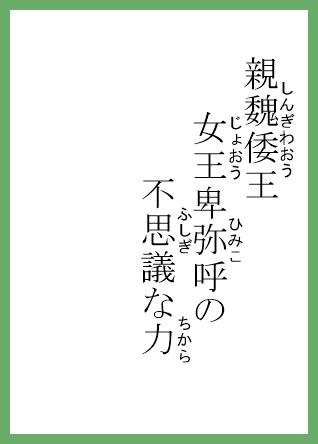 親魏倭王
しんぎわおう
女王卑弥呼の
じょおう ひみこ
不思議な力
ふしぎ ちから